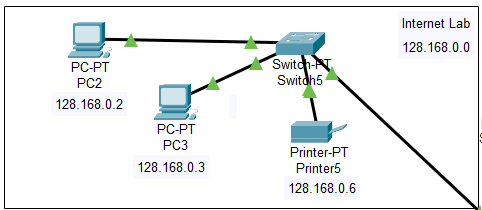 Internet Lab
128.168.0.0
PC-PT
PC2
128.168.0.2
Switch-PT
Switch5
PC-PT
PC3
128.168.0.3
Printer-PT
Printer5
128.168.0.6